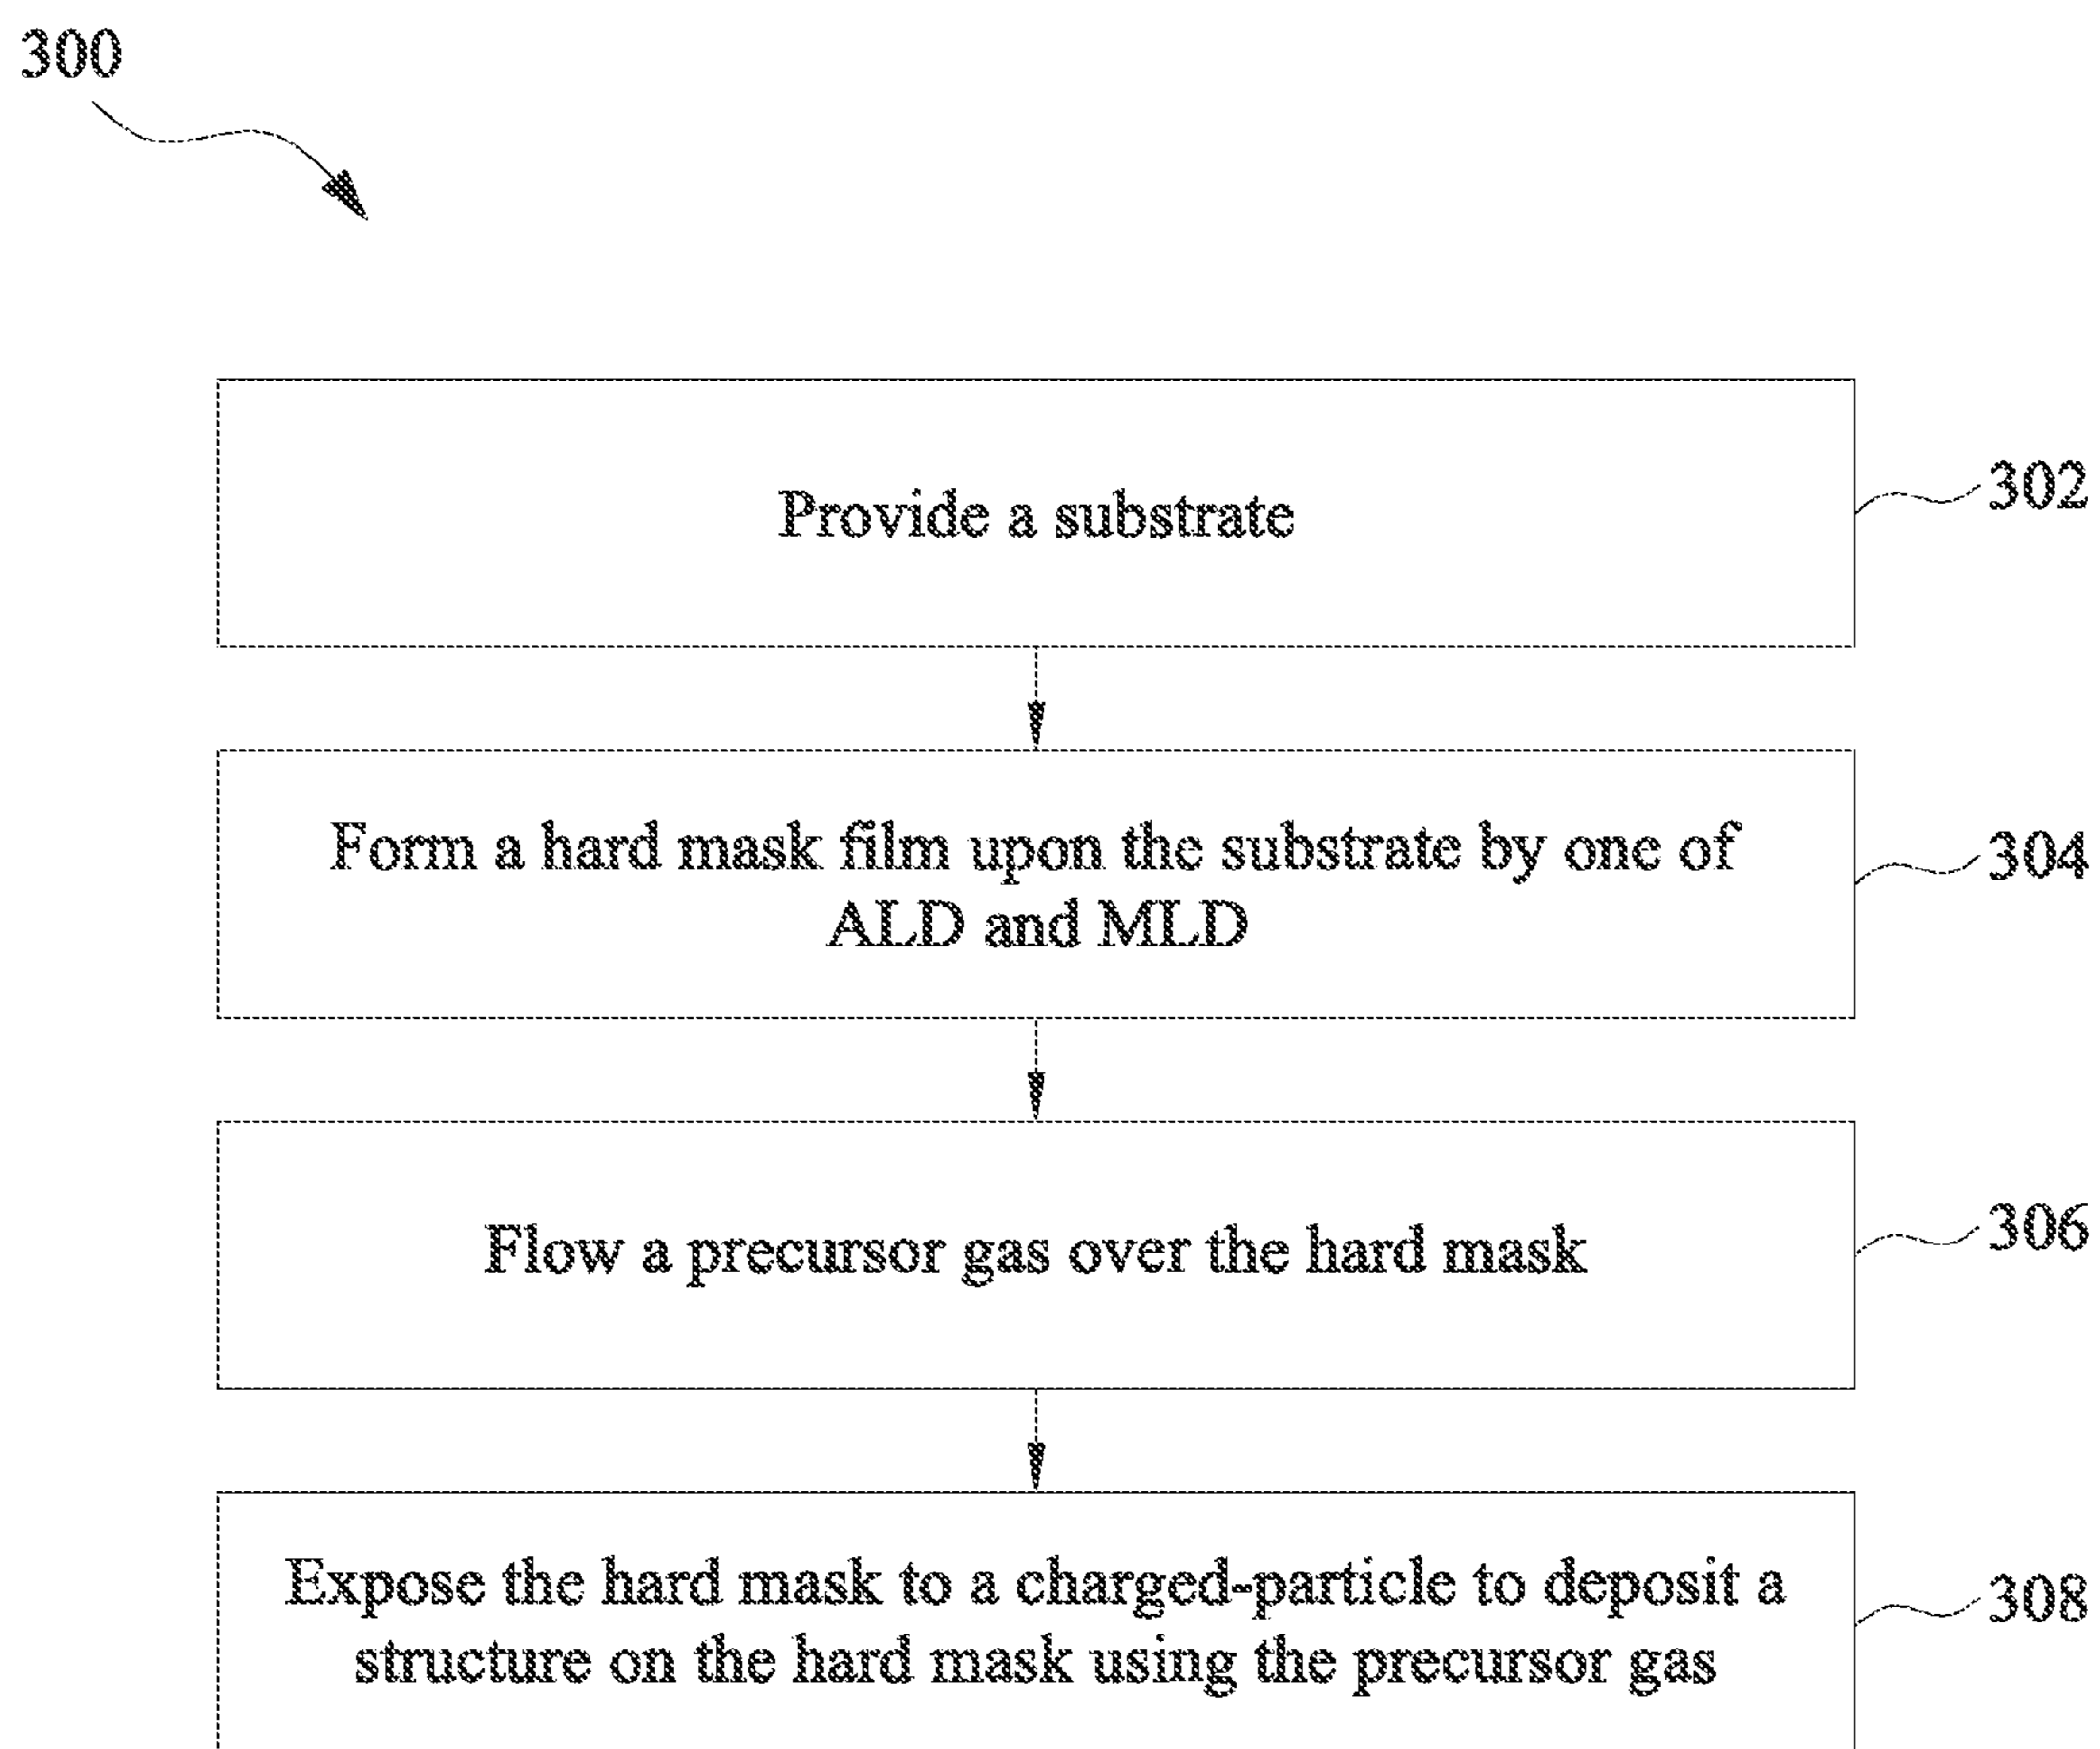 300
Provide a substrate
302
Form a hard mask film upon the substrate by one of
ALD and MLD
304
Flow a precursor gas over the hard mask
306
Expose the hard mask to a charged-particle to deposit a
structure on the hard mask using the precursor gas
308